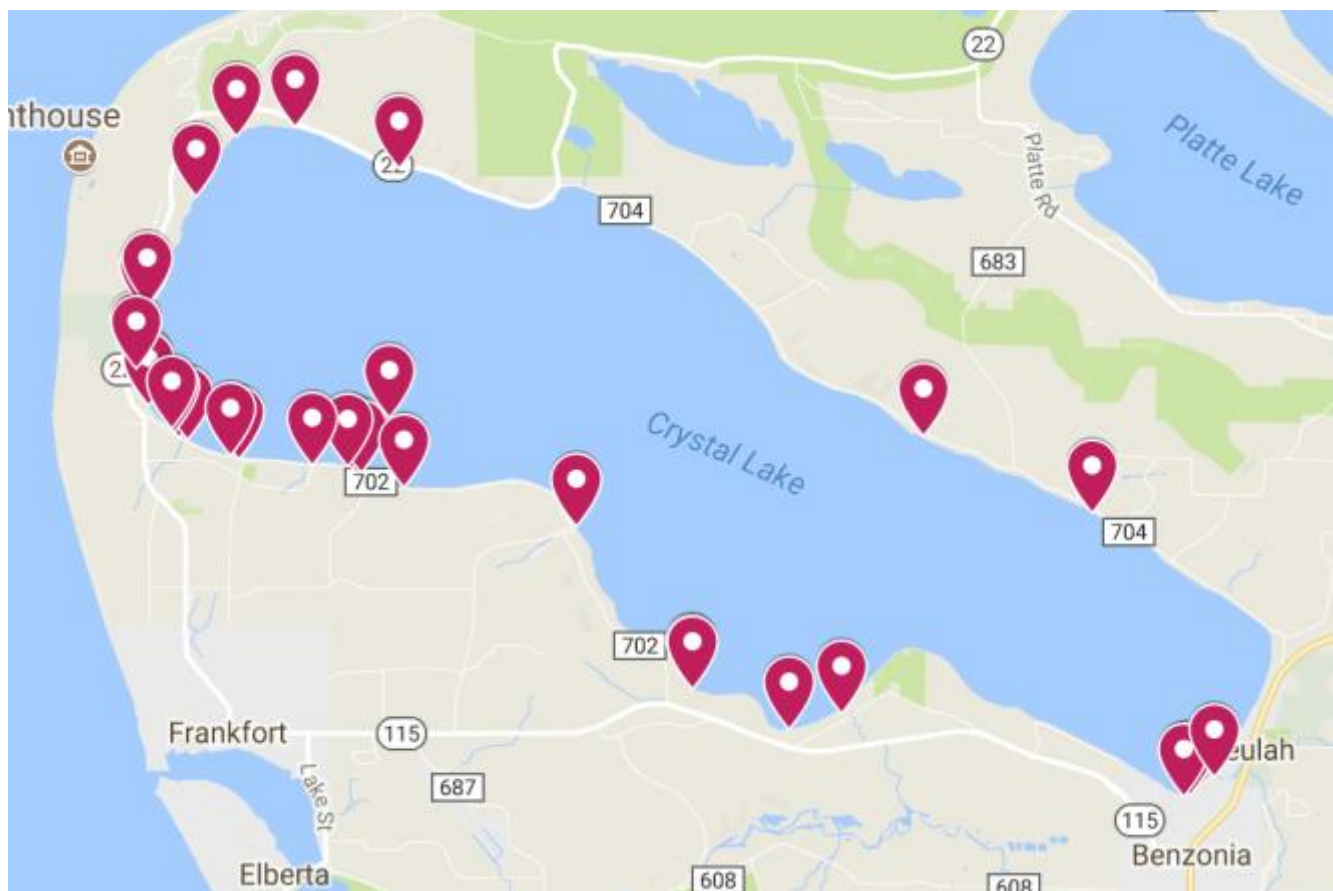 22
nthouse
Platte Lake
Platte Rd
22
704
683
Crystal Lake
702
704
702
Frankfort
115
eulah
687
Lake St
115
Benzonia
Elberta
608
608